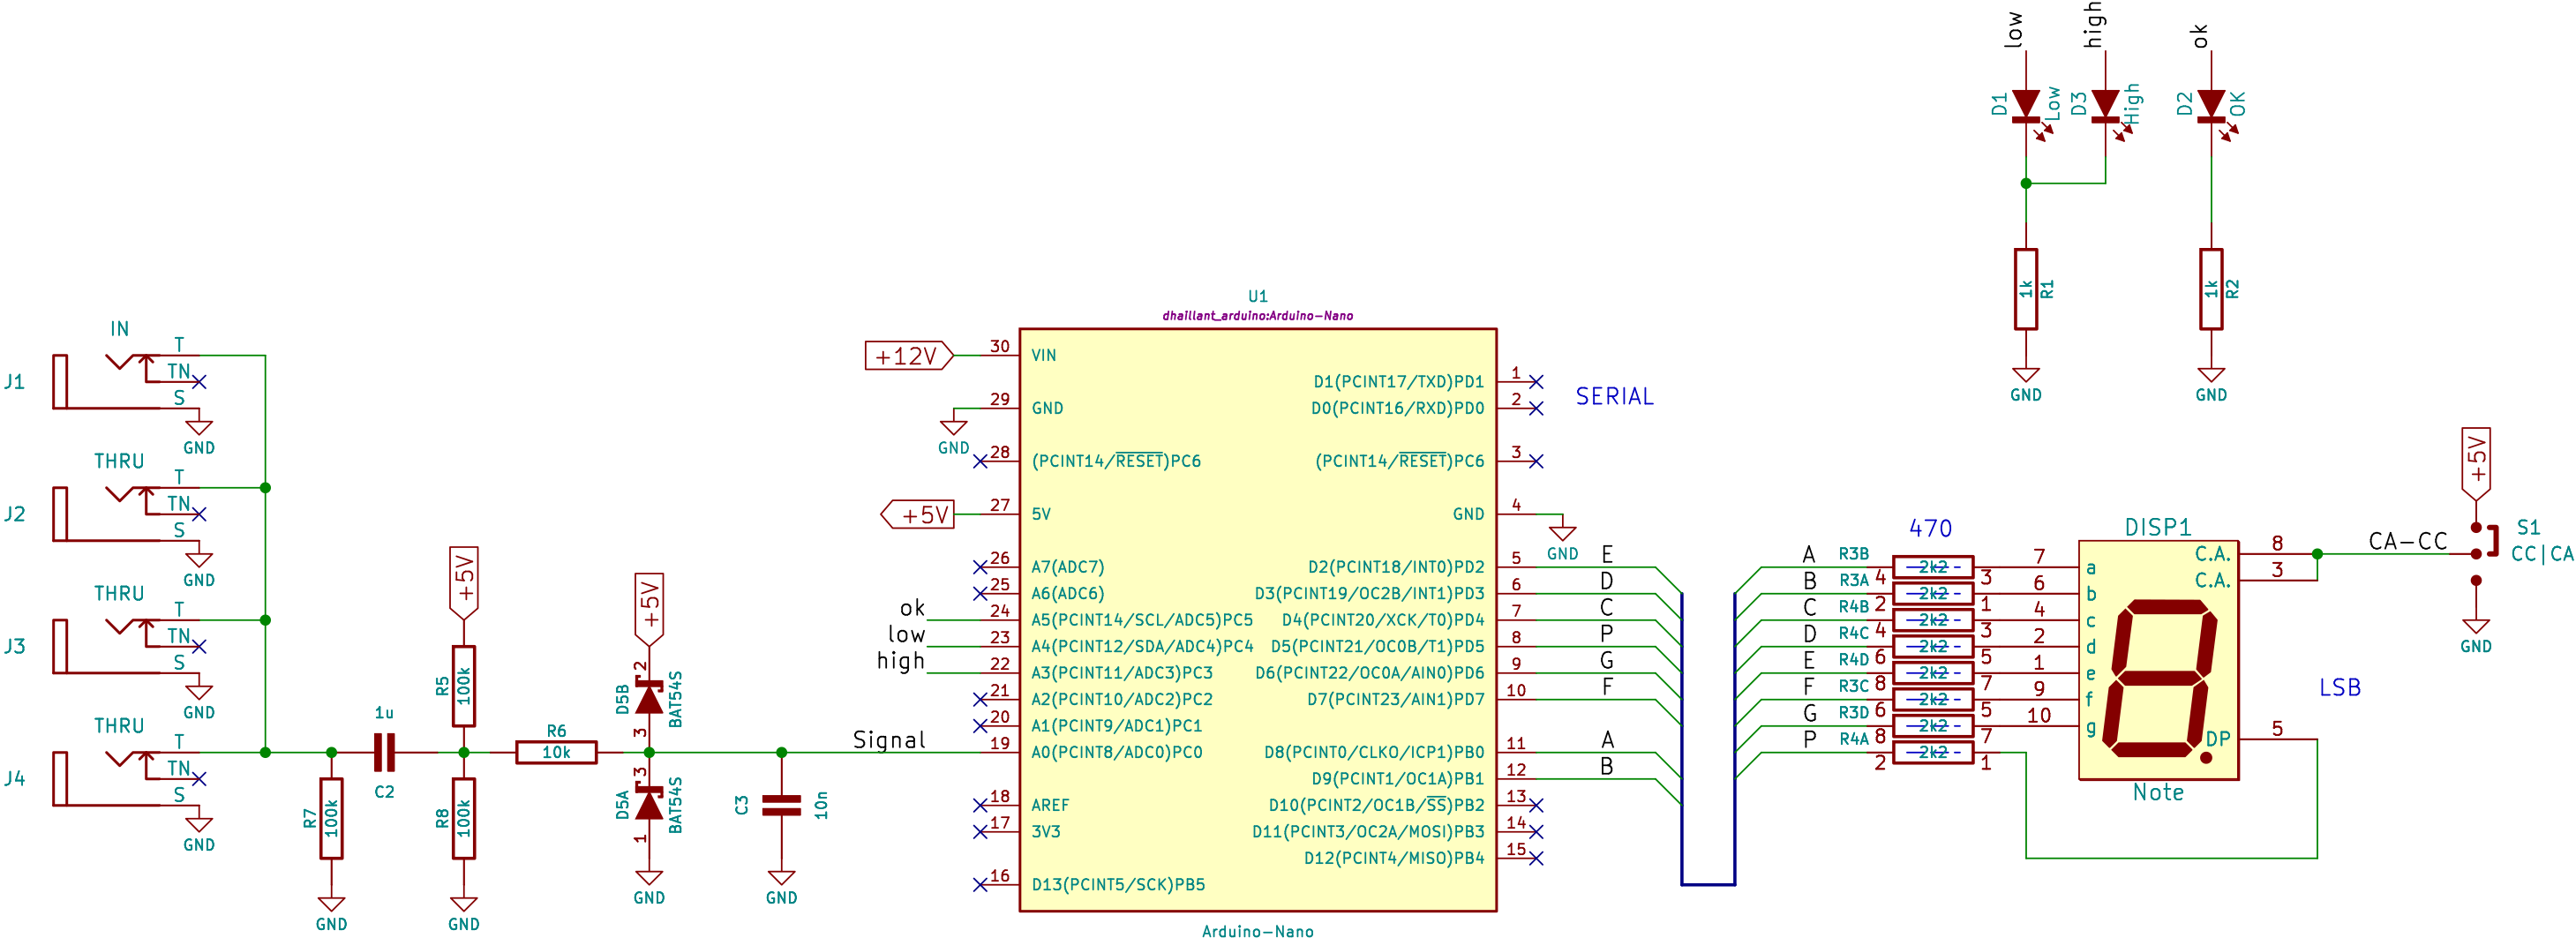 low
high
ok
D1
Low
D3
High
D2
OK
1k
R1
1k
R2
GND
GND
IN
J1
T
TN
S
GND
THRU
J2
T
TN
S
GND
THRU
J3
T
TN
S
GND
THRU
J4
T
TN
S
GND
R7
100k
GND
1u
C2
+5V
R5
100k
R8
100k
GND
R6
10k
+5V
D5B
2
3
BAT54S
D5A
3
1
BAT54S
GND
C3
10n
GND
Signal
ok
low
high
+12V
GND
+5V
U1
dhaillant_arduino:Arduino-Nano
30 VIN
29 GND
28 (PCINT14/RESET)PC6
27 5V
26 A7(ADC7)
25 A6(ADC6)
24 A5(PCINT14/SCL/ADC5)PC5
23 A4(PCINT12/SDA/ADC4)PC4
22 A3(PCINT11/ADC3)PC3
21 A2(PCINT10/ADC2)PC2
20 A1(PCINT9/ADC1)PC1
19 A0(PCINT8/ADC0)PC0
18 AREF
17 3V3
16 D13(PCINT5/SCK)PB5
D1(PCINT17/TXD)PD1 1
D0(PCINT16/RXD)PD0 2
(PCINT14/RESET)PC6 3
GND 4
D2(PCINT18/INT0)PD2 5
D3(PCINT19/OC2B/INT1)PD3 6
D4(PCINT20/XCK/T0)PD4 7
D5(PCINT21/OC0B/T1)PD5 8
D6(PCINT22/OC0A/AIN0)PD6 9
D7(PCINT23/AIN1)PD7 10
D8(PCINT0/CLKO/ICP1)PB0 11
D9(PCINT1/OC1A)PB1 12
D10(PCINT2/OC1B/SS)PB2 13
D11(PCINT3/OC2A/MOSI)PB3 14
D12(PCINT4/MISO)PB4 15
Arduino-Nano
SERIAL
GND
E
D
C
P
G
F
A
B
470
A R3B 4 2k2 3 7 a
B R3A 2 2k2 1 6 b
C R4B 4 2k2 3 4 c
D R4C 6 2k2 5 2 d
E R4D 8 2k2 7 1 e
F R3C 6 2k2 5 9 f
G R3D 8 2k2 7 10 g
P R4A 2 2k2 1
DISP1
C.A. 8
C.A. 3
DP 5
Note
LSB
CA-CC
+5V
S1
CC|CA
GND